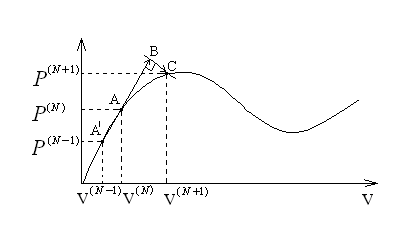 B
P^(N+1) C
P^(N) A
P^(N−1) A'
V^(N−1) V^(N) V^(N+1) V